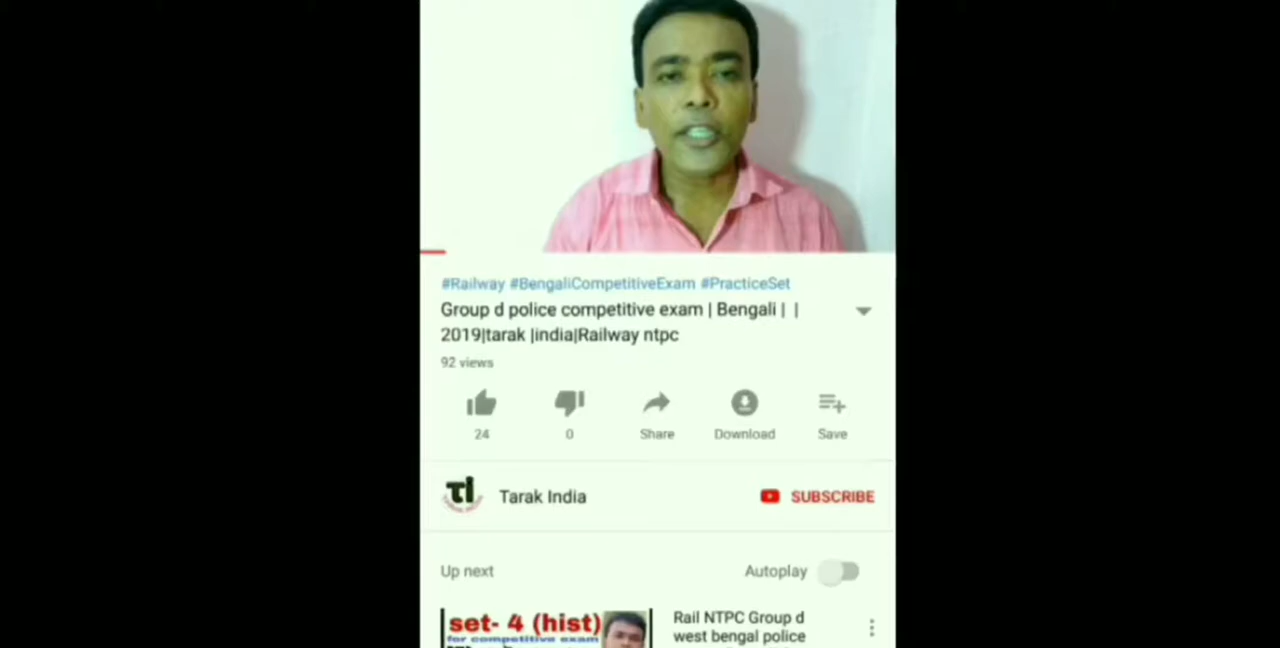 #Railway #BengaliCompetitiveExam #PracticeSet
Group d police competitive exam | Bengali | |
2019|tarak |india|Railway ntpc
92 views
24
0
Share
Download
Save
TI
Tarak India
SUBSCRIBE
Up next
Autoplay
set- 4 (hist)
for competitive exam
Rail NTPC Group d
west bengal police